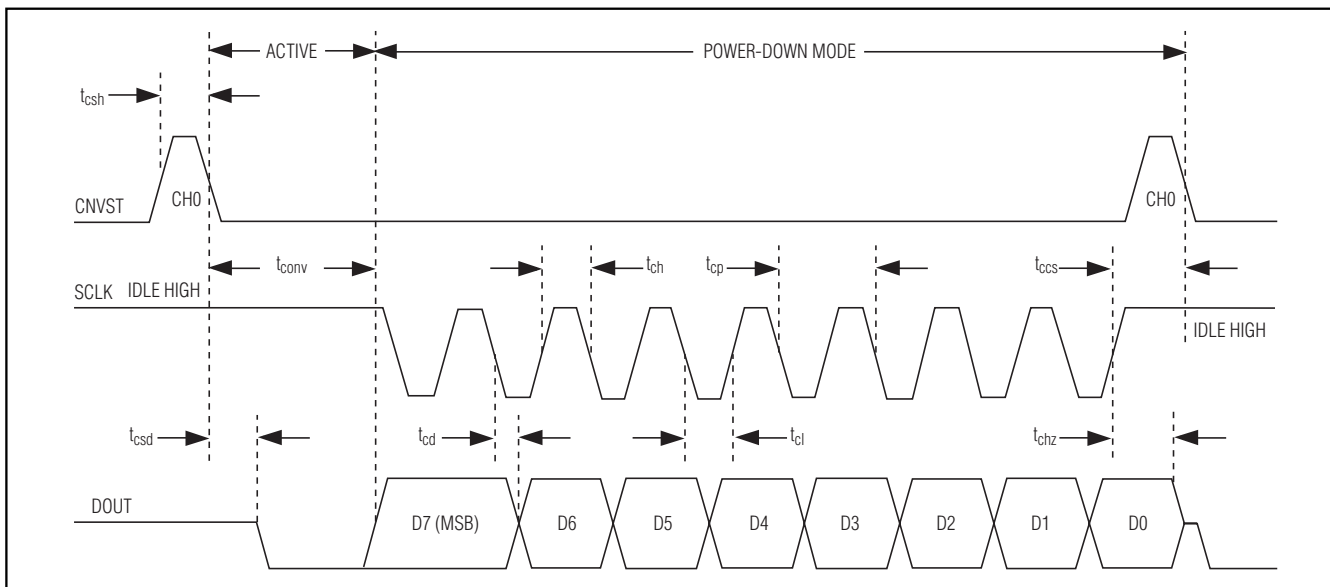 ACTIVE
POWER-DOWN MODE
tcsh
CNVST
CH0
CH0
tconv
tch
tcp
tccs
SCLK
IDLE HIGH
IDLE HIGH
tcsd
tcd
tcl
tchz
DOUT
D7 (MSB)
D6
D5
D4
D3
D2
D1
D0